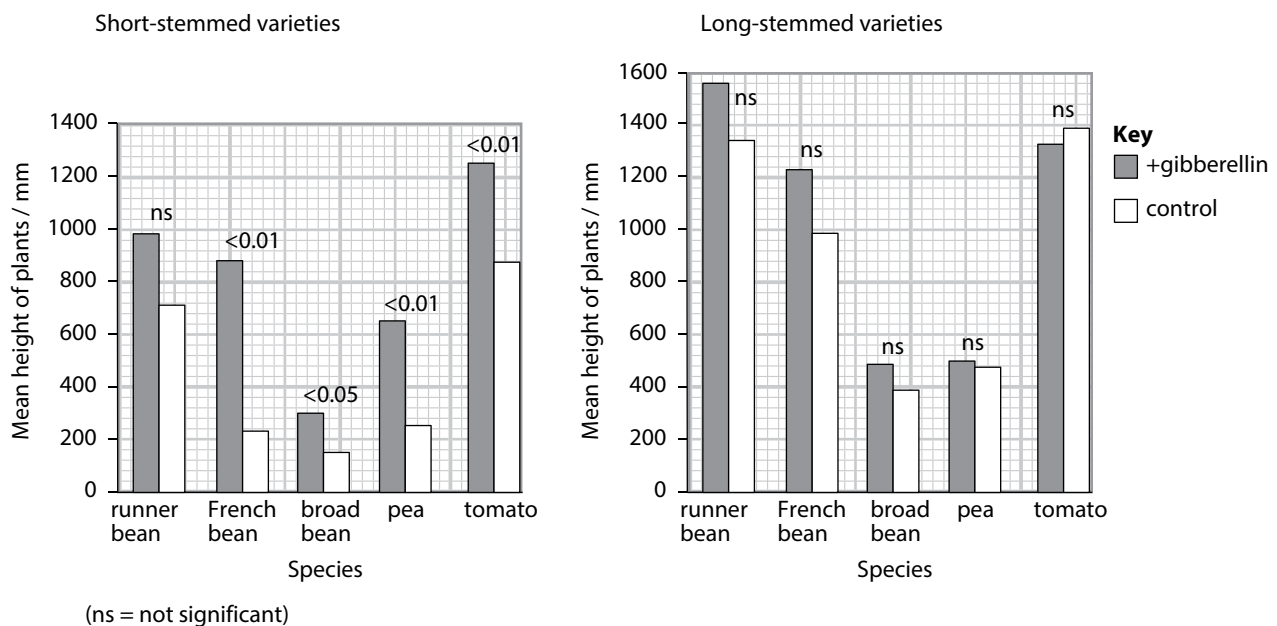 Short-stemmed varieties
Mean height of plants / mm
1400
1200
1000
800
600
400
200
0
ns
<0.01
<0.05
<0.01
<0.01
runner bean
French bean
broad bean
pea
tomato
Species
(ns = not significant)
Long-stemmed varieties
Mean height of plants / mm
1600
1400
1200
1000
800
600
400
200
0
ns
ns
ns
ns
ns
runner bean
French bean
broad bean
pea
tomato
Species
Key
+gibberellin
control